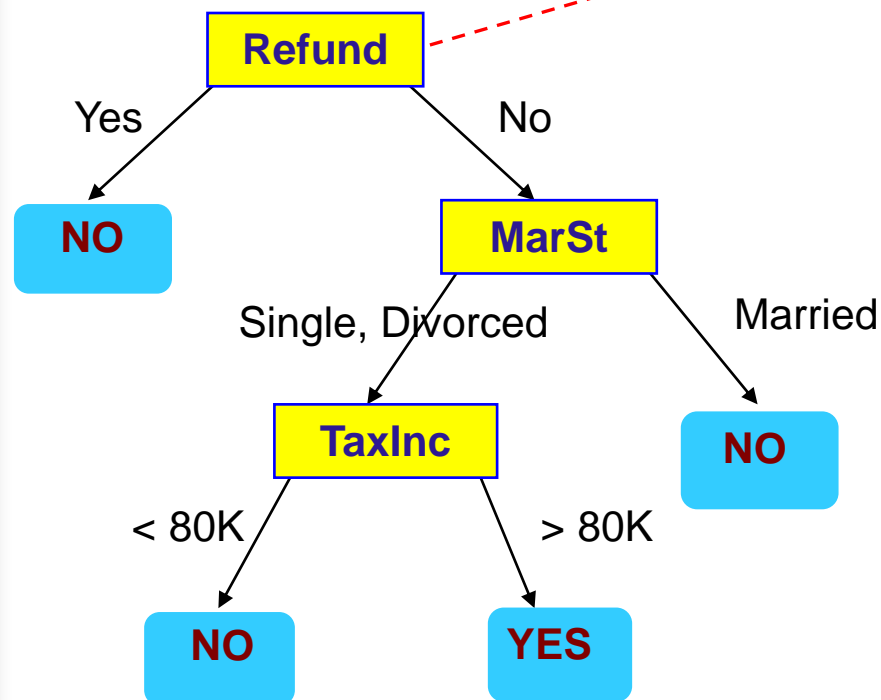 Refund
Yes
No
NO
MarSt
Single, Divorced
Married
TaxInc
NO
< 80K
> 80K
NO
YES